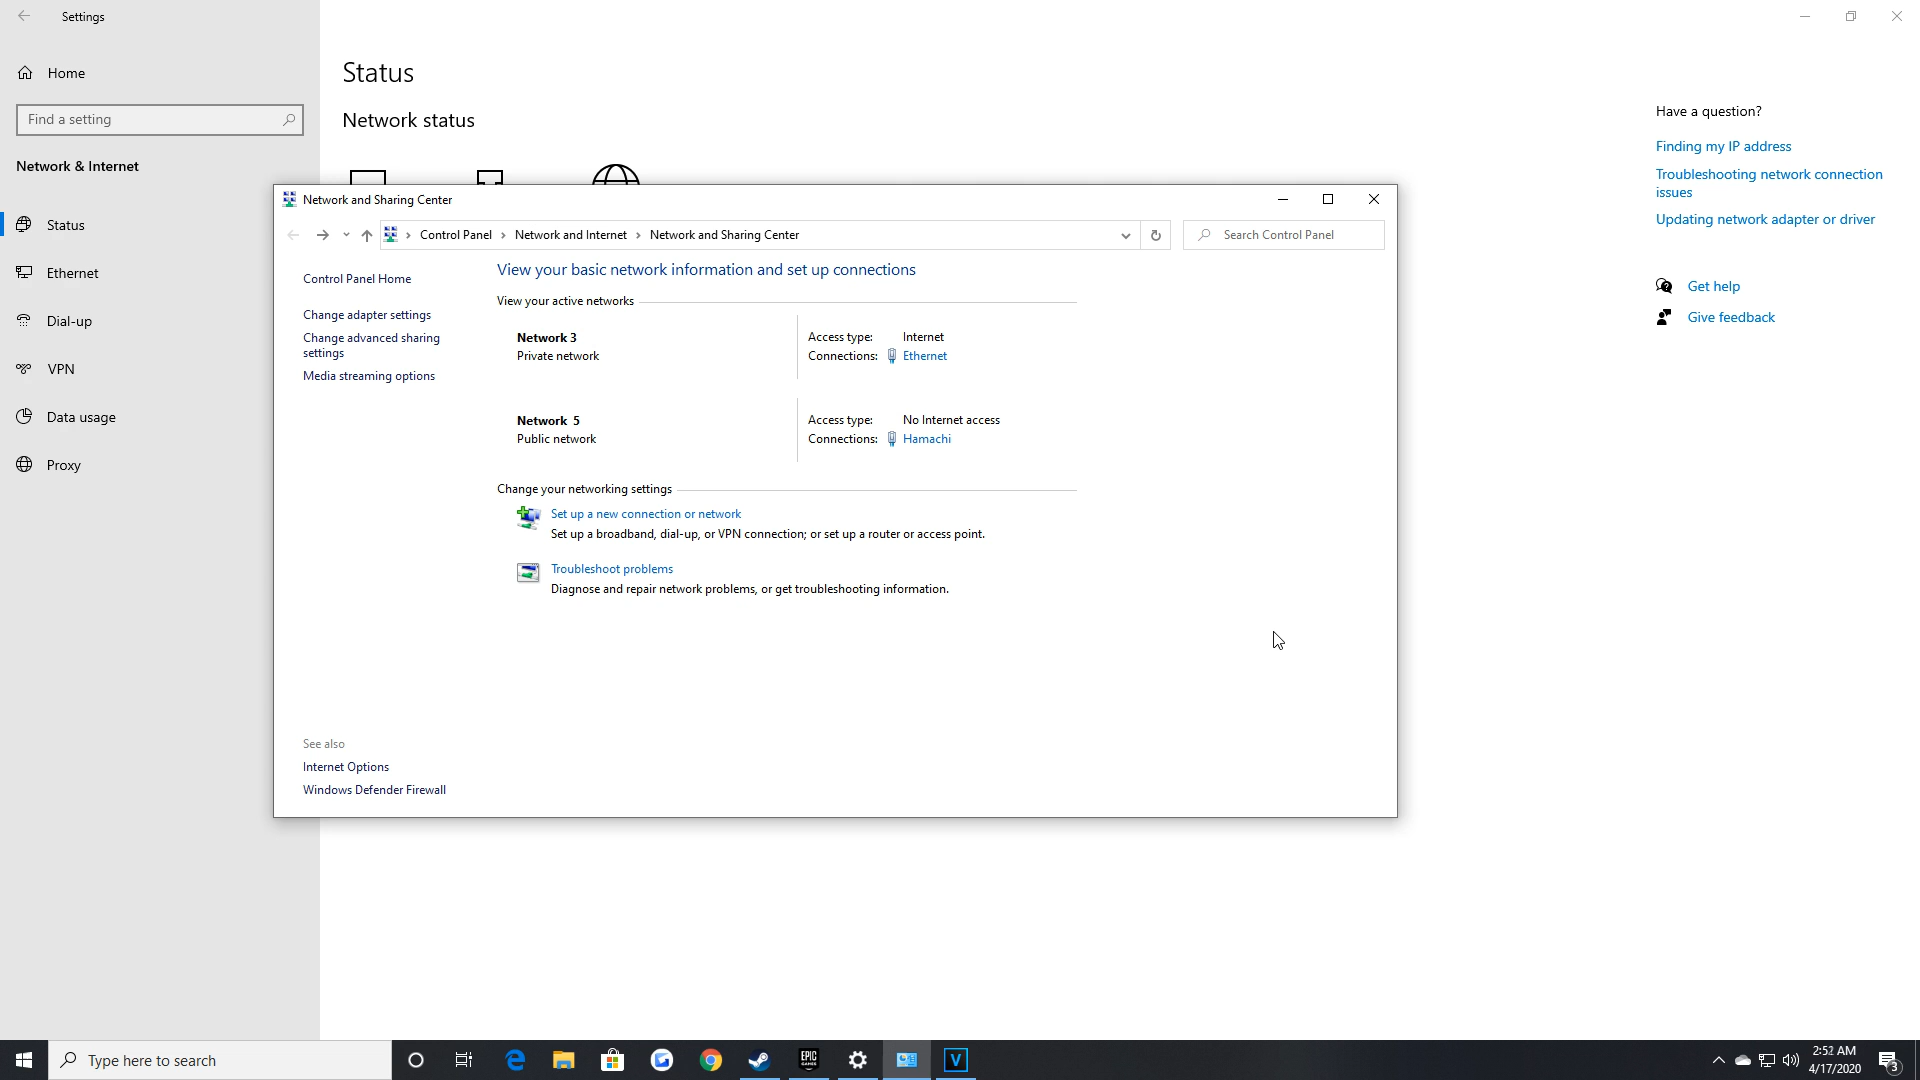 Settings
Home
Find a setting
Network & Internet
Status
Ethernet
Dial-up
VPN
Data usage
Proxy
Status
Network status
Have a question?
Finding my IP address
Troubleshooting network connection
issues
Updating network adapter or driver
Get help
Give feedback
Network and Sharing Center
Control Panel > Network and Internet > Network and Sharing Center
Search Control Panel
Control Panel Home
Change adapter settings
Change advanced sharing
settings
Media streaming options
View your basic network information and set up connections
View your active networks
Network 3
Private network
Access type: Internet
Connections: Ethernet
Network 5
Public network
Access type: No Internet access
Connections: Hamachi
Change your networking settings
Set up a new connection or network
Set up a broadband, dial-up, or VPN connection; or set up a router or access point.
Troubleshoot problems
Diagnose and repair network problems, or get troubleshooting information.
See also
Internet Options
Windows Defender Firewall
Type here to search
EPIC
GAMES
V
2:52 AM
4/17/2020
3